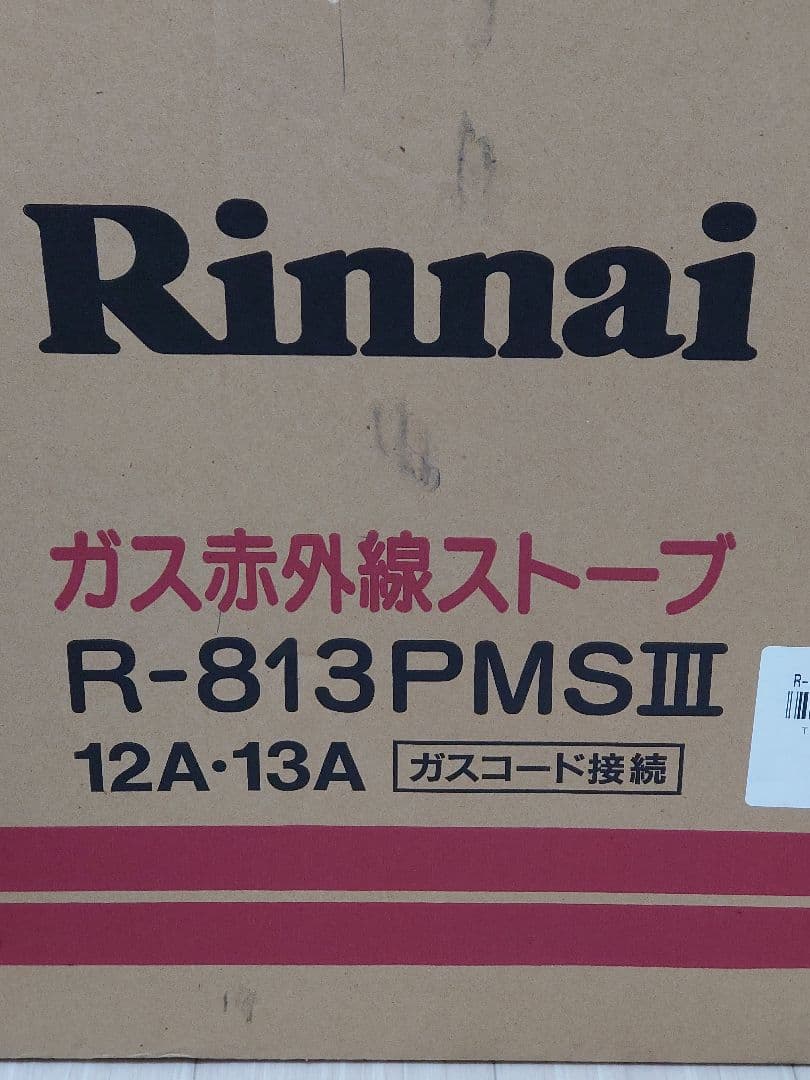 Rinnai
ガス赤外線ストーブ
R-813PMSⅢ
12A・13A ガスコード接続
R-
T